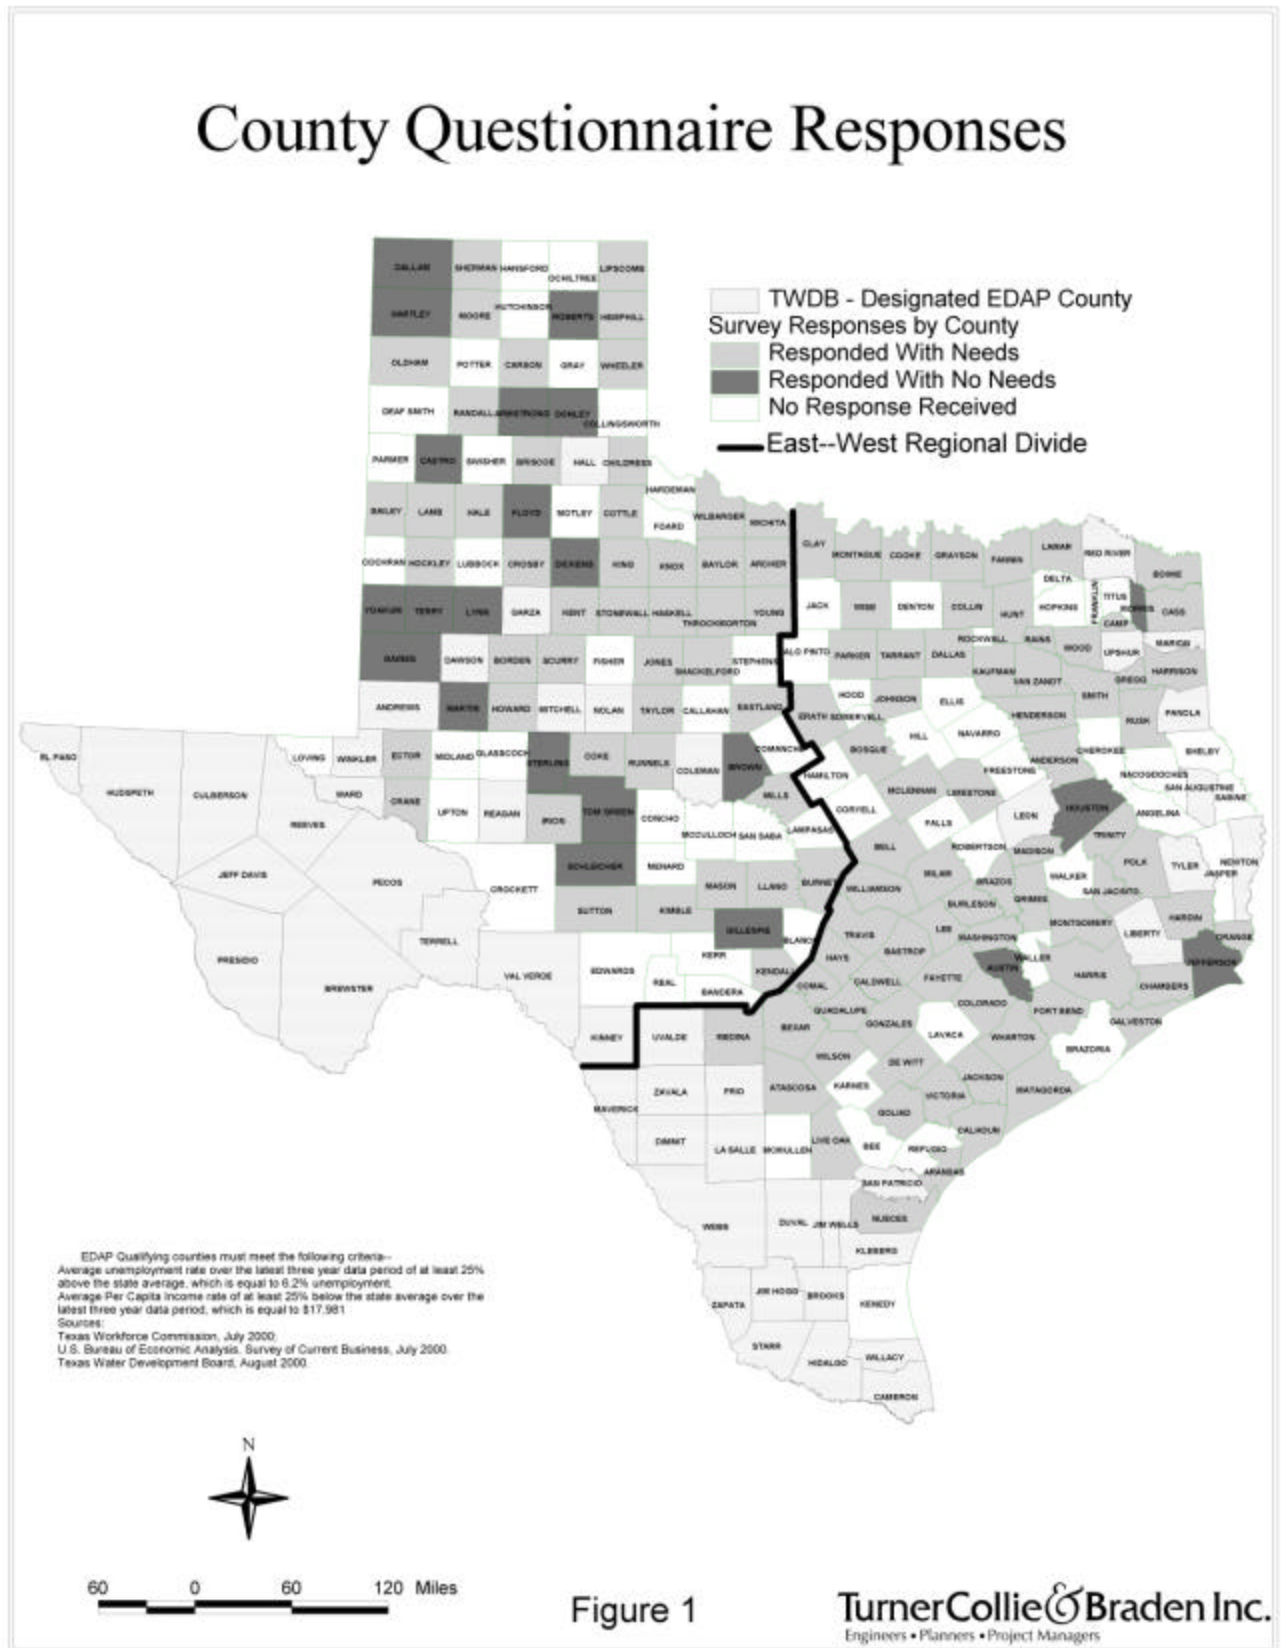 County Questionnaire Responses
TWDB - Designated EDAP County
Survey Responses by County
Responded With Needs
Responded With No Needs
No Response Received
East--West Regional Divide
DALLAM SHERMAN HANSFORD OCHILTREE LIPSCOMB
HARTLEY MOORE HUTCHINSON ROBERTS HEMPHILL
OLDHAM POTTER CARSON GRAY WHEELER
DEAF SMITH RANDALL ARMSTRONG DONLEY COLLINGSWORTH
PARMER CASTRO SWISHER BRISCOE HALL CHILDRESS
HARDEMAN
BAILEY LAMB HALE FLOYD MOTLEY COTTLE FOARD WILBARGER WICHITA
CLAY MONTAGUE COOKE GRAYSON FANNIN LAMAR RED RIVER
COCHRAN HOCKLEY LUBBOCK CROSBY DICKENS KING KNOX BAYLOR ARCHER
BOWIE
DELTA
YOAKUM TERRY LYNN GARZA KENT STONEWALL HASKELL THROCKMORTON YOUNG
JACK WISE DENTON COLLIN HUNT HOPKINS FRANKLIN TITUS MORRIS CASS
CAMP
GAINES DAWSON BORDEN SCURRY FISHER JONES SHACKELFORD STEPHENS
PALO PINTO PARKER TARRANT DALLAS ROCKWALL RAINS WOOD UPSHUR MARION
KAUFMAN VAN ZANDT GREGG HARRISON
ANDREWS MARTIN HOWARD MITCHELL NOLAN TAYLOR CALLAHAN EASTLAND
ERATH SOMERVELL HOOD JOHNSON ELLIS HENDERSON SMITH RUSK PANOLA
EL PASO LOVING WINKLER ECTOR MIDLAND GLASSCOCK STERLING COKE RUNNELS COLEMAN BROWN COMANCHE
BOSQUE HILL NAVARRO ANDERSON CHEROKEE SHELBY
HUDSPETH CULBERSON WARD CRANE MILLS HAMILTON FREESTONE NACOGDOCHES
SAN AUGUSTINE
SABINE
REEVES UPTON REAGAN IRION TOM GREEN CONCHO MCCULLOCH SAN SABA LAMPASAS CORYELL MCLENNAN LIMESTONE
FALLS LEON HOUSTON ANGELINA
TRINITY
JEFF DAVIS PECOS CROCKETT SCHLEICHER MENARD MASON LLANO BURNET
BELL ROBERTSON MADISON POLK TYLER NEWTON
JASPER
WILLIAMSON MILAM BRAZOS WALKER SAN JACINTO
SUTTON KIMBLE GILLESPIE BURLESON GRIMES
PRESIDIO TERRELL BREWSTER VAL VERDE EDWARDS KERR BLANCO
TRAVIS LEE WASHINGTON MONTGOMERY LIBERTY HARDIN ORANGE
REAL BANDERA KENDALL HAYS BASTROP AUSTIN WALLER JEFFERSON
COMAL CALDWELL FAYETTE HARRIS CHAMBERS
KINNEY UVALDE MEDINA BEXAR GUADALUPE GONZALES COLORADO FORT BEND GALVESTON
LAVACA WHARTON BRAZORIA
WILSON DE WITT
MAVERICK ZAVALA FRIO ATASCOSA KARNES VICTORIA JACKSON MATAGORDA
GOLIAD
DIMMIT LA SALLE MCMULLEN LIVE OAK BEE REFUGIO CALHOUN
ARANSAS
SAN PATRICIO
WEBB DUVAL JIM WELLS NUECES
KLEBERG
ZAPATA JIM HOGG BROOKS KENEDY
STARR HIDALGO WILLACY
CAMERON
EDAP Qualifying counties must meet the following criteria--
Average unemployment rate over the latest three year data period of at least 25%
above the state average, which is equal to 6.2% unemployment.
Average Per Capita Income rate of at least 25% below the state average over the
latest three year data period, which is equal to $17,981
Sources:
Texas Workforce Commission, July 2000;
U.S. Bureau of Economic Analysis, Survey of Current Business, July 2000.
Texas Water Development Board, August 2000.
N
60 0 60 120 Miles
Figure 1
TurnerCollie&Braden Inc.
Engineers • Planners • Project Managers